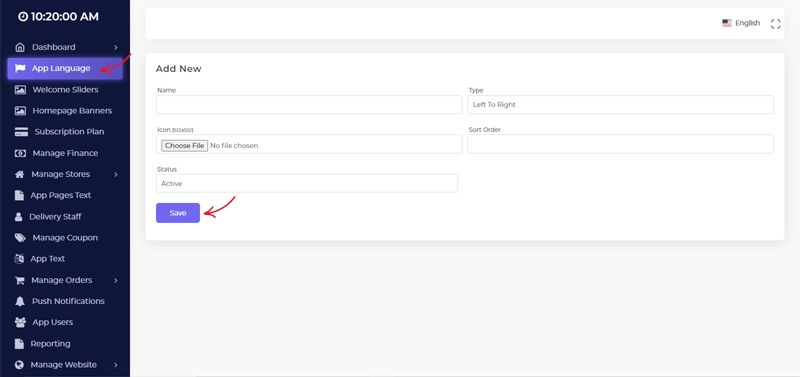 10:20:00 AM
English
Dashboard
App Language
Welcome Sliders
Homepage Banners
Subscription Plan
Manage Finance
Manage Stores
App Pages Text
Delivery Staff
Manage Coupon
App Text
Manage Orders
Push Notifications
App Users
Reporting
Manage Website
Add New
Name
Type
Left To Right
Icon (512x512)
Sort Order
Choose File No file chosen
Status
Active
Save